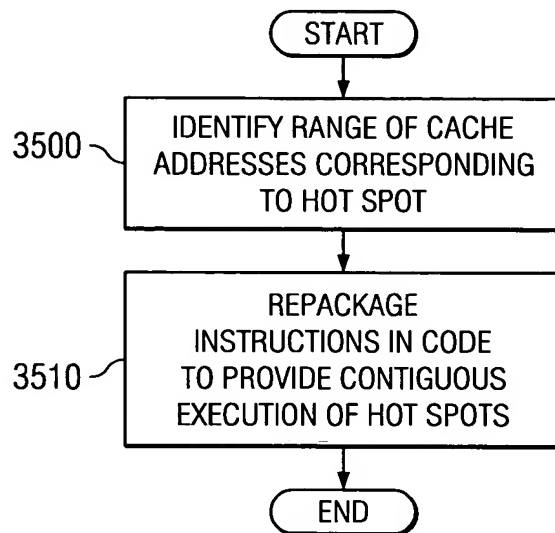 START
3500
IDENTIFY RANGE OF CACHE
ADDRESSES CORRESPONDING
TO HOT SPOT
3510
REPACKAGE
INSTRUCTIONS IN CODE
TO PROVIDE CONTIGUOUS
EXECUTION OF HOT SPOTS
END